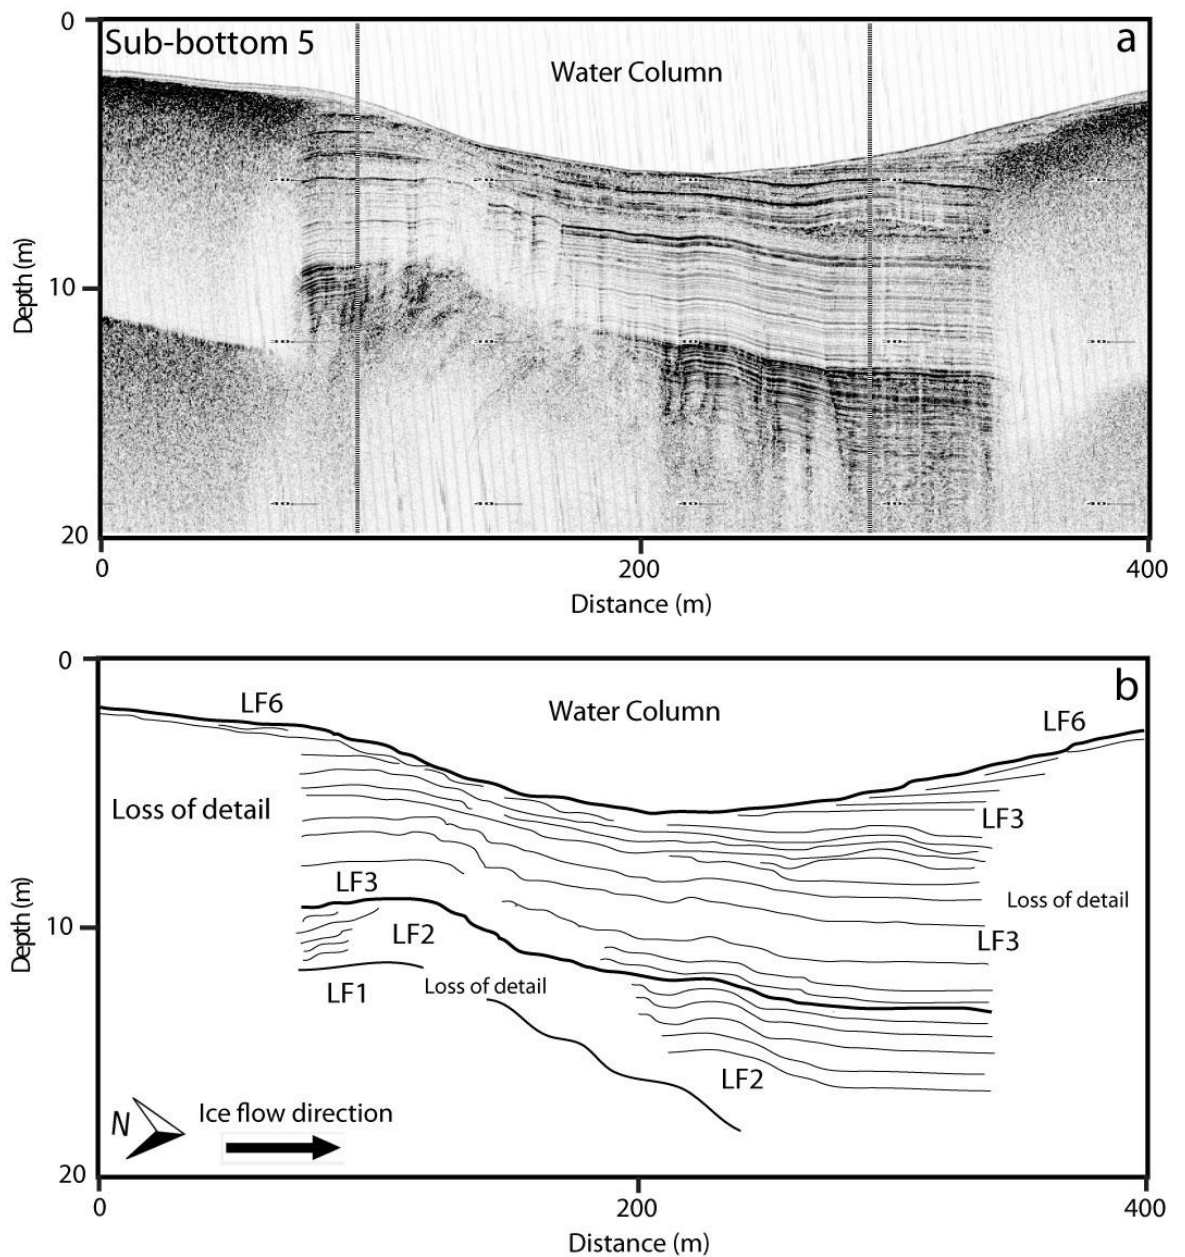 0
Sub-bottom 5
a
Water Column
Depth (m)
10
20
0
200
400
Distance (m)
0
b
LF6
Water Column
LF6
Loss of detail
LF3
LF3
Depth (m)
10
LF2
Loss of detail
LF3
LF1
Loss of detail
LF2
N
Ice flow direction
20
0
200
400
Distance (m)